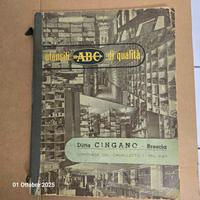 utensili ABC di qualità
Ditta CINGANO - Brescia
01 Ottobre 2025